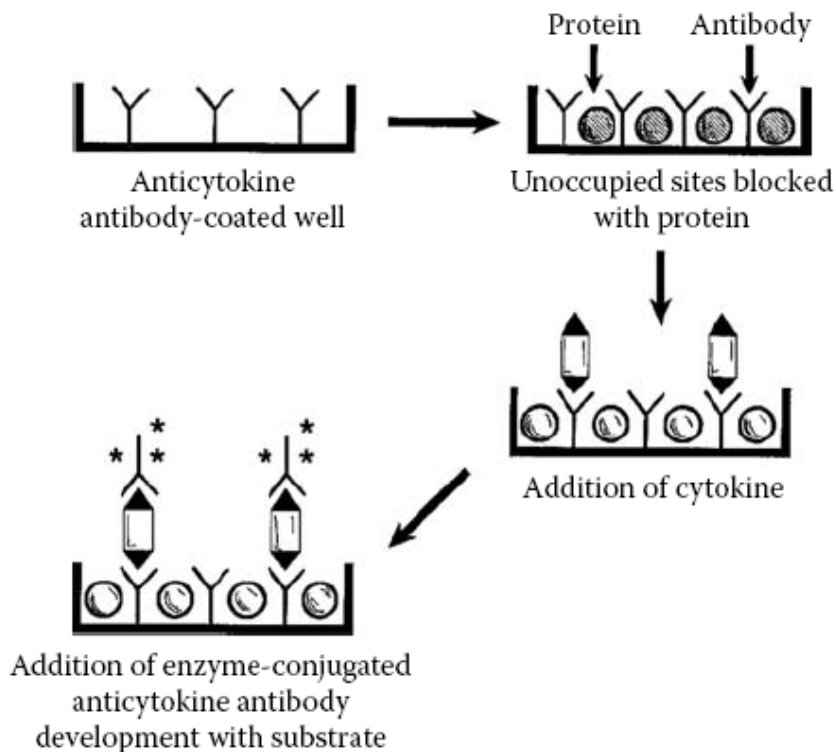 Protein
Antibody
Anticytokine
antibody-coated well
Unoccupied sites blocked
with protein
Addition of cytokine
* * *
* * *
Addition of enzyme-conjugated
anticytokine antibody
development with substrate